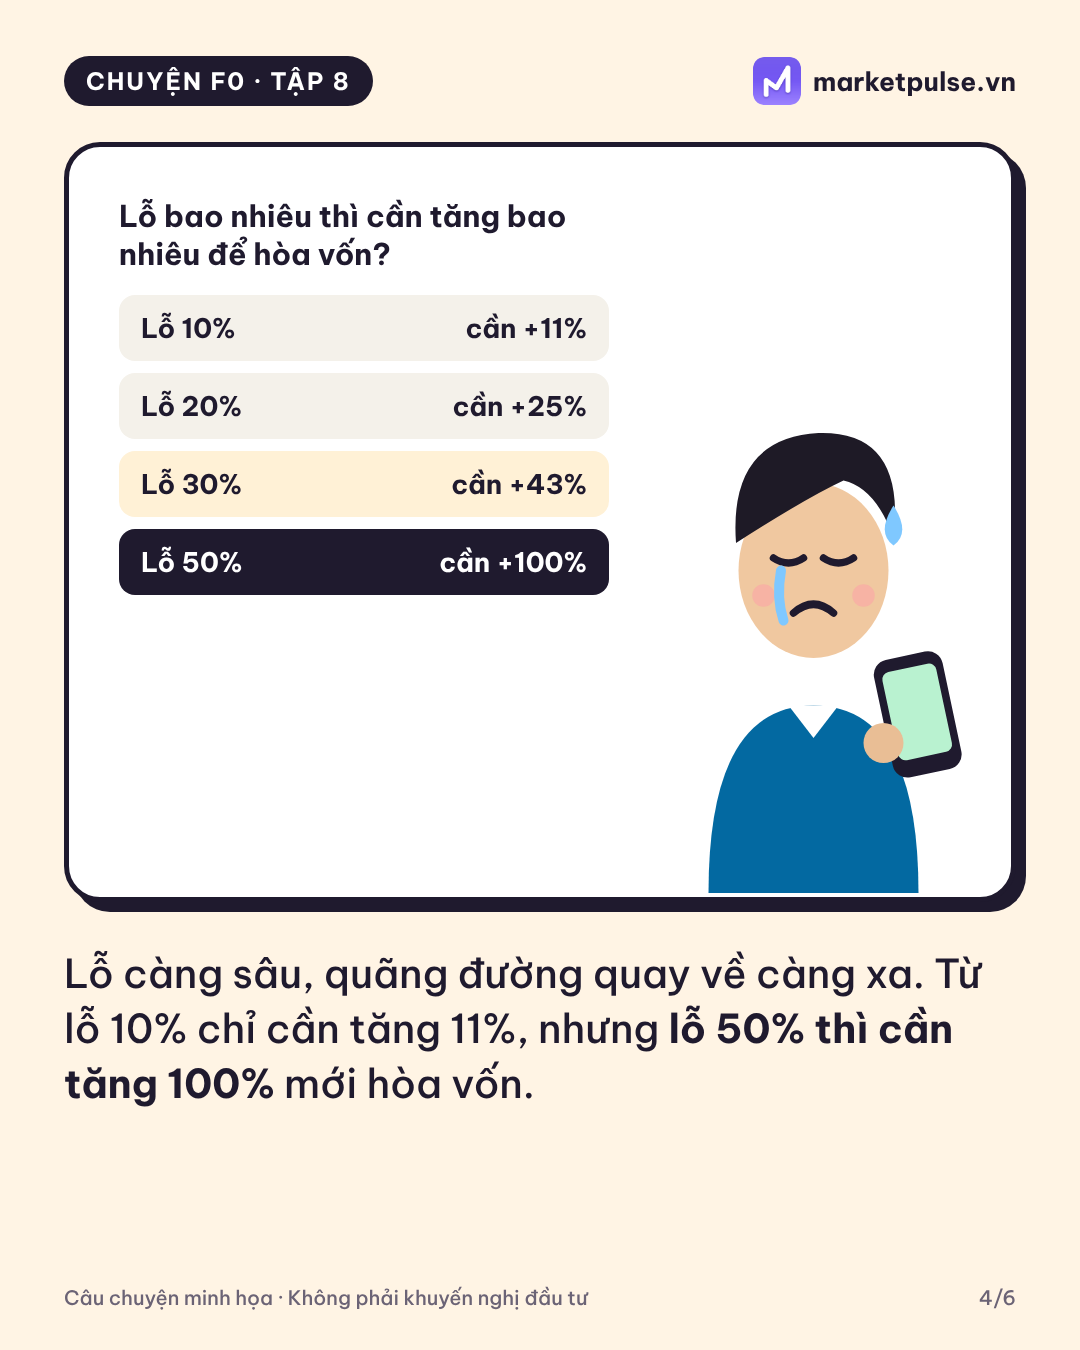 CHUYỆN F0 · TẬP 8
marketpulse.vn
Lỗ bao nhiêu thì cần tăng bao
nhiêu để hòa vốn?
Lỗ 10% cần +11%
Lỗ 20% cần +25%
Lỗ 30% cần +43%
Lỗ 50% cần +100%
Lỗ càng sâu, quãng đường quay về càng xa. Từ
lỗ 10% chỉ cần tăng 11%, nhưng lỗ 50% thì cần
tăng 100% mới hòa vốn.
Câu chuyện minh họa · Không phải khuyến nghị đầu tư
4/6